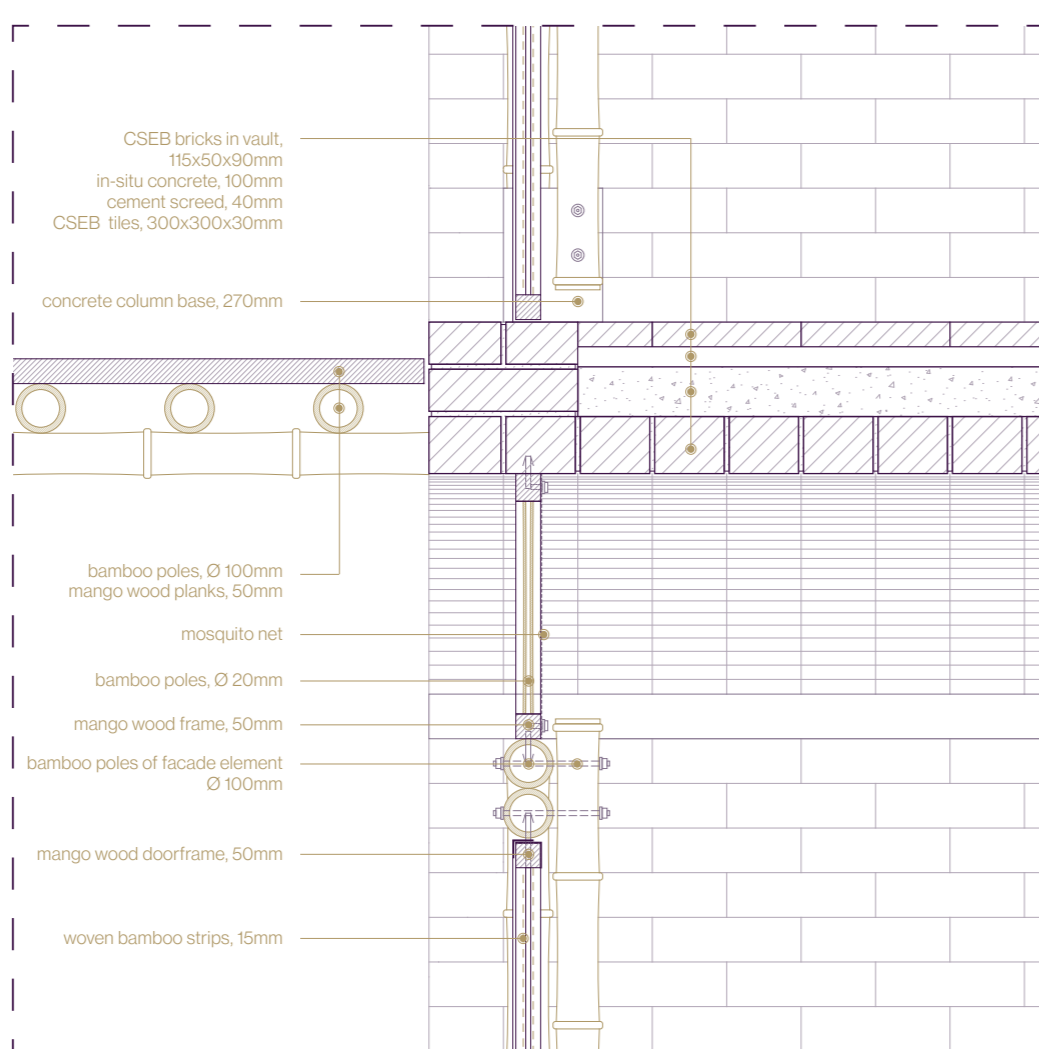 CSEB bricks in vault,
115x50x90mm
in-situ concrete, 100mm
cement screed, 40mm
CSEB tiles, 300x300x30mm
concrete column base, 270mm
bamboo poles, Ø 100mm
mango wood planks, 50mm
mosquito net
bamboo poles, Ø 20mm
mango wood frame, 50mm
bamboo poles of facade element
Ø 100mm
mango wood doorframe, 50mm
woven bamboo strips, 15mm